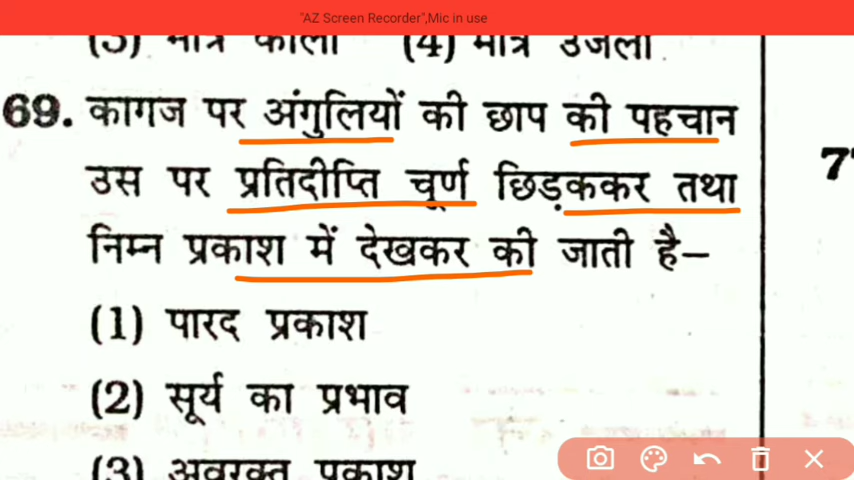 "AZ Screen Recorder",Mic in use
(3) मात्र काला (4) मात्र उजला
69. कागज पर अंगुलियों की छाप की पहचान
उस पर प्रतिदीप्ति चूर्ण छिड़ककर तथा
निम्न प्रकाश में देखकर की जाती है–
(1) पारद प्रकाश
(2) सूर्य का प्रभाव
(3) अवरक्त प्रकाश